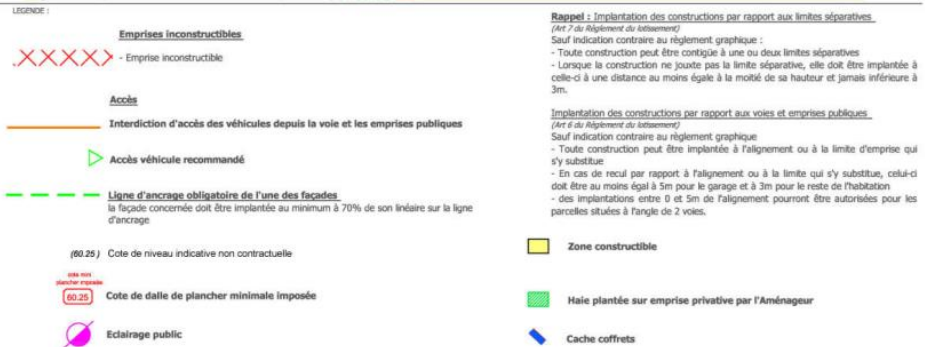 LEGENDE :
Emprises inconstructibles
- Emprise inconstructible
Accès
Interdiction d'accès des véhicules depuis la voie et les emprises publiques
Accès véhicule recommandé
Ligne d'ancrage obligatoire de l'une des façades
la façade concernée doit être implantée au minimum à 70% de son linéaire sur la ligne
d'ancrage
(60.25 ) Cote de niveau indicative non contractuelle
cote mini
plancher imposée
60.25 Cote de dalle de plancher minimale imposée
Eclairage public
Rappel : Implantation des constructions par rapport aux limites séparatives
(Art 7 du Règlement du lotissement)
Sauf indication contraire au règlement graphique :
- Toute construction peut être contigüe à une ou deux limites séparatives
- Lorsque la construction ne jouxte pas la limite séparative, elle doit être implantée à
celle-ci à une distance au moins égale à la moitié de sa hauteur et jamais inférieure à
3m.
Implantation des constructions par rapport aux voies et emprises publiques
(Art 6 du Règlement du lotissement)
Sauf indication contraire au règlement graphique
- Toute construction peut être implantée à l'alignement ou à la limite d'emprise qui
s'y substitue
- En cas de recul par rapport à l'alignement ou à la limite qui s'y substitue, celui-ci
doit être au moins égal à 5m pour le garage et à 3m pour le reste de l'habitation
- des implantations entre 0 et 5m de l'alignement pourront être autorisées pour les
parcelles situées à l'angle de 2 voies.
Zone constructible
Haie plantée sur emprise privative par l'Aménageur
Cache coffrets